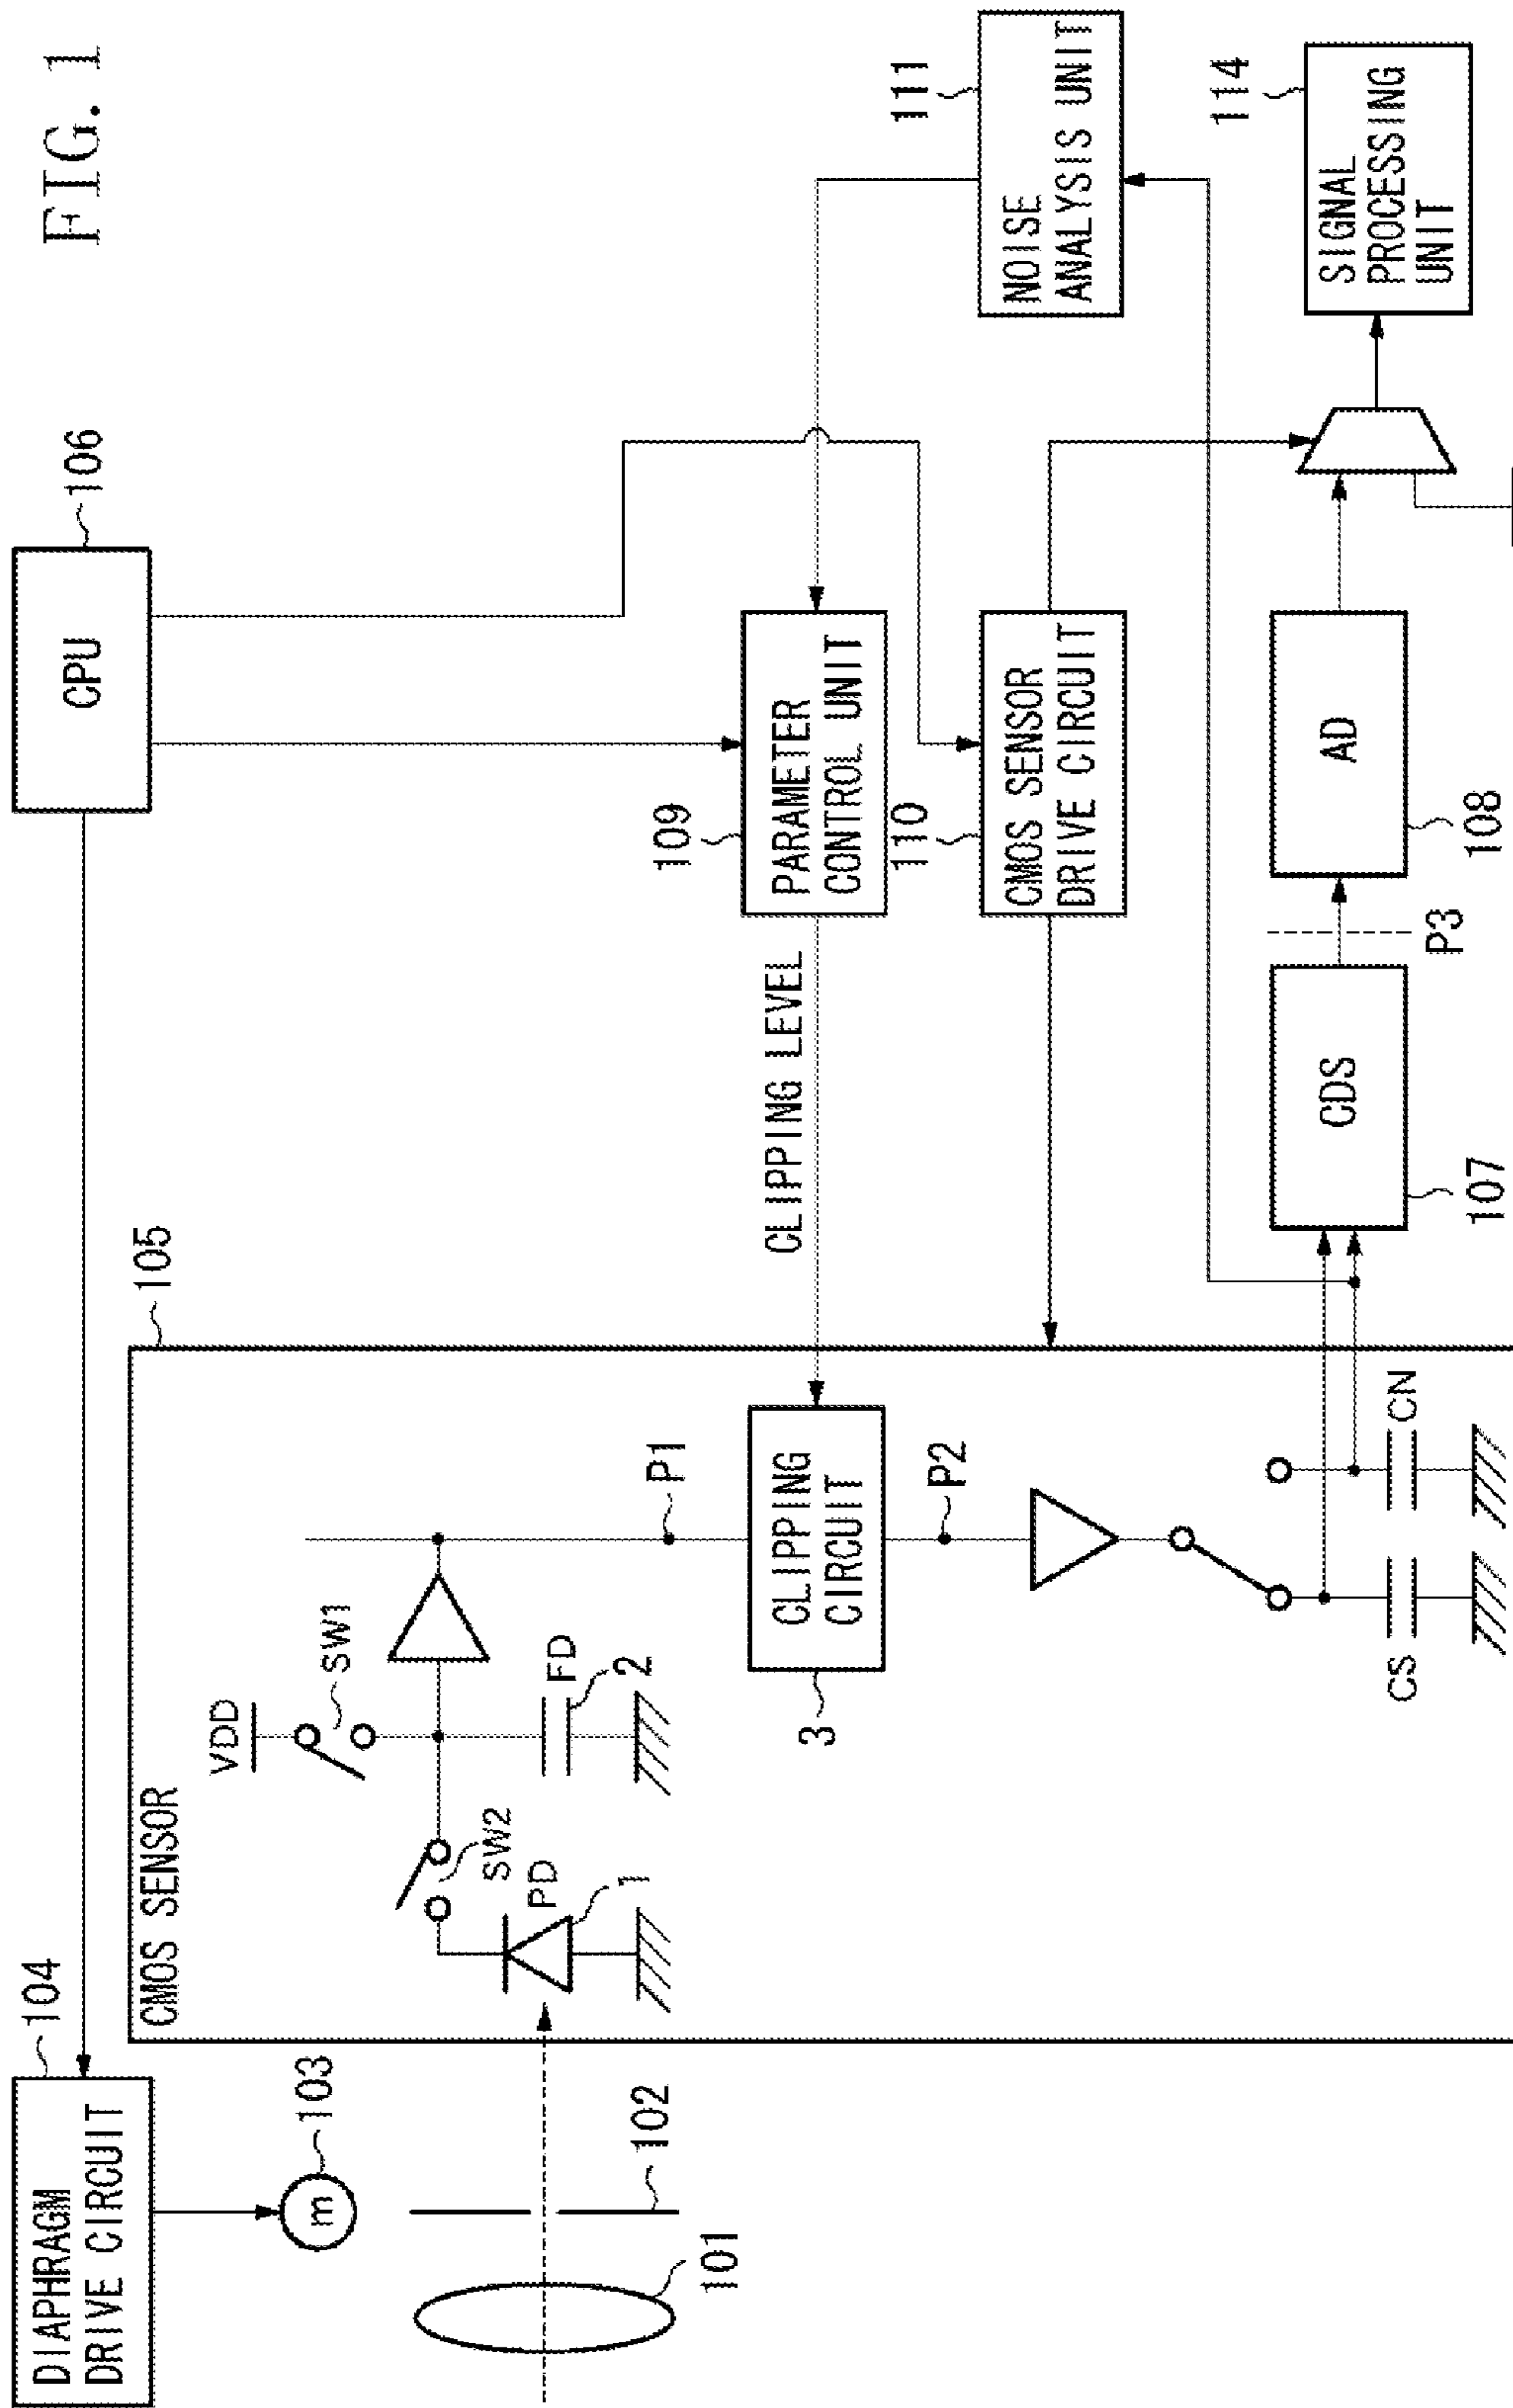 FIG. 1
DIAPHRAGM
DRIVE CIRCUIT
104
CPU
106
m
103
101
102
105
CMOS SENSOR
VDD
SW1
SW2
PD
1
FD
2
P1
CLIPPING
CIRCUIT
3
P2
CS
CN
CLIPPING LEVEL
109
PARAMETER
CONTROL UNIT
110
CMOS SENSOR
DRIVE CIRCUIT
111
NOISE
ANALYSIS UNIT
CDS
107
P3
AD
108
114
SIGNAL
PROCESSING
UNIT